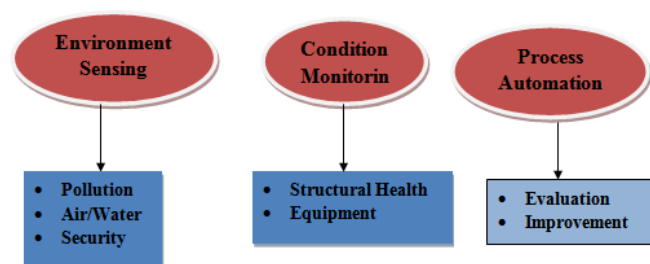 Environment
Sensing
Condition
Monitorin
Process
Automation
• Pollution
• Air/Water
• Security
• Structural Health
• Equipment
• Evaluation
• Improvement